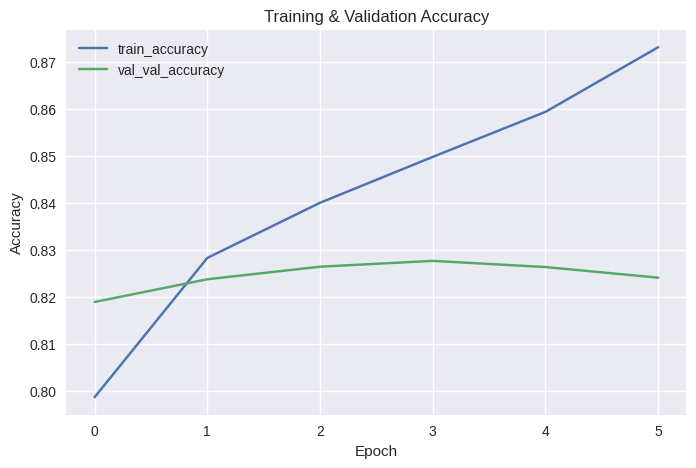 Training & Validation Accuracy
train_accuracy
val_val_accuracy
Accuracy
0.87
0.86
0.85
0.84
0.83
0.82
0.81
0.80
0 1 2 3 4 5
Epoch